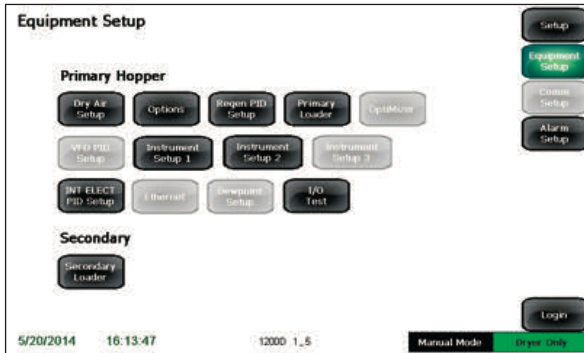 Equipment Setup
Setup
Equipment
Setup
Comm
Setup
Alarm
Setup
Primary Hopper
Dry Air
Setup
Options
Regen PID
Setup
Primary
Loader
OptiMizer
VFD PID
Setup
Instrument
Setup 1
Instrument
Setup 2
Instrument
Setup 3
INT ELECT
PID Setup
Ethernet
Dewpoint
Setup
I/O
Test
Secondary
Secondary
Loader
Login
5/20/2014 16:13:47 1200D 1_5 Manual Mode Dryer Only